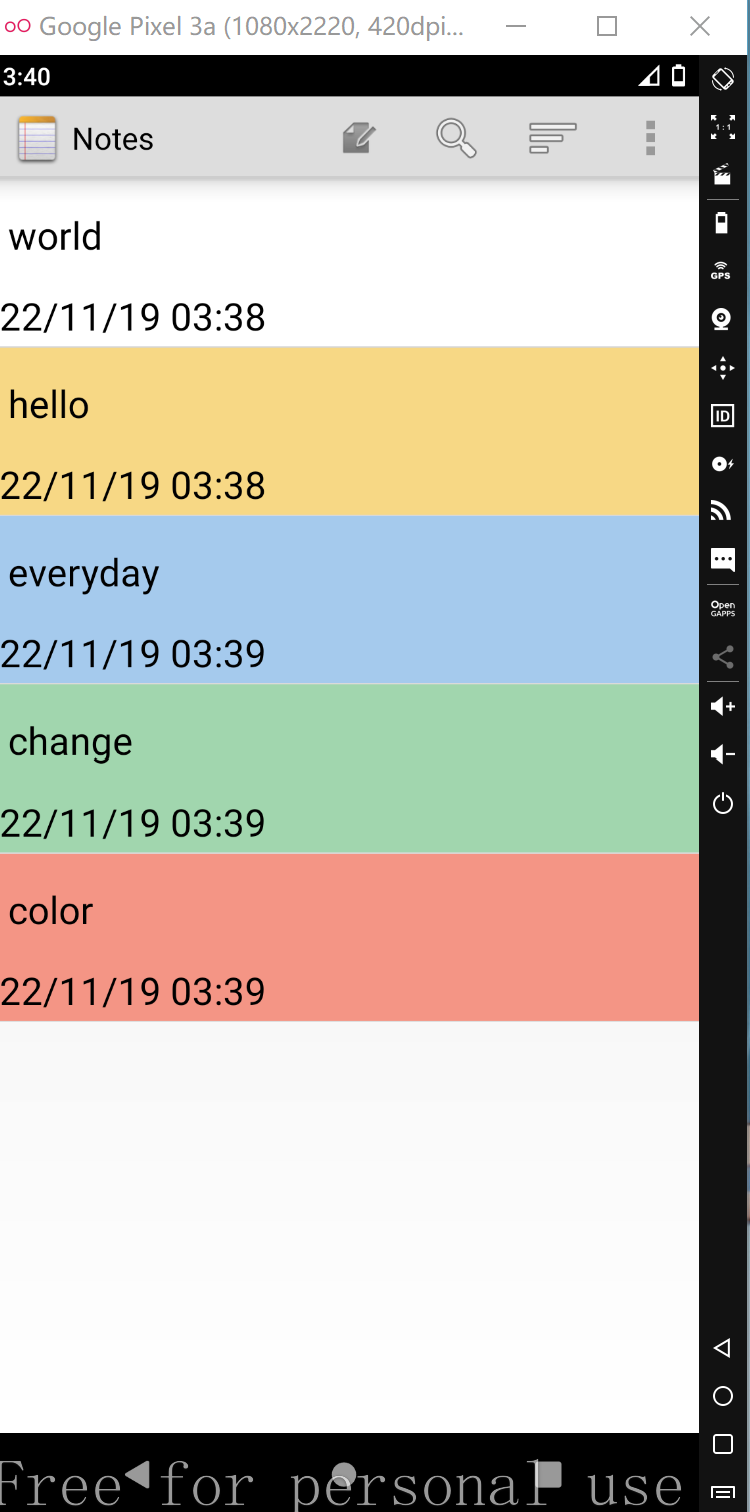 Google Pixel 3a (1080x2220, 420dpi...
3:40
Notes
1:1
world
22/11/19 03:38
GPS
hello
22/11/19 03:38
ID
everyday
22/11/19 03:39
Open
GAPPS
change
22/11/19 03:39
color
22/11/19 03:39
Free for personal use